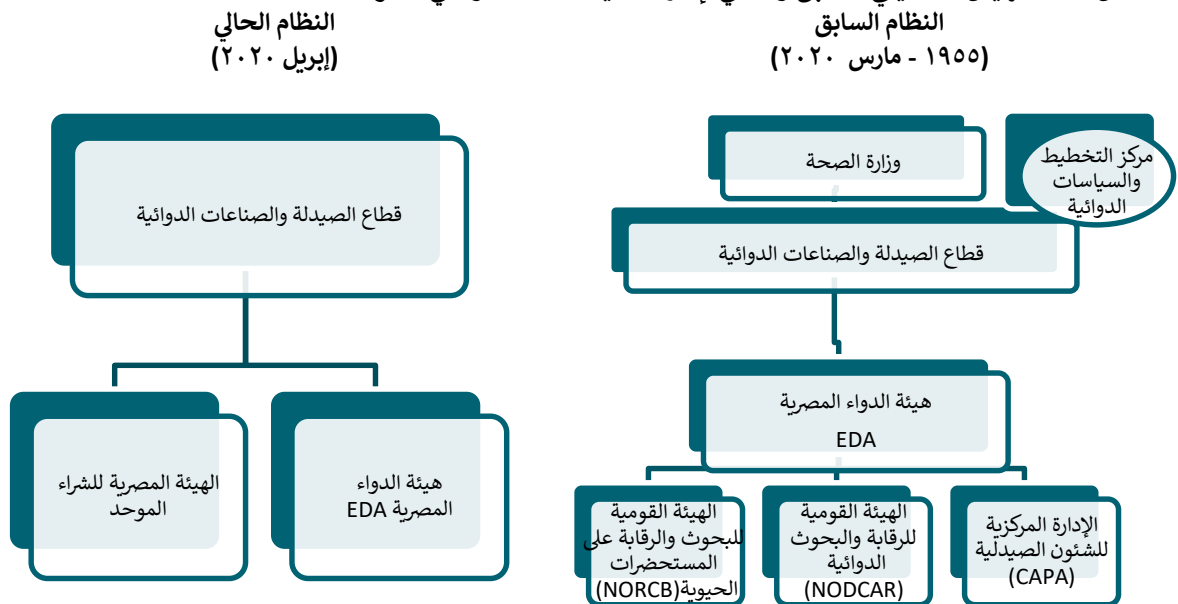 النظام السابق
(١٩٥٥ - مارس ٢٠٢٠)
مركز التخطيط
والسياسات
الدوائية
وزارة الصحة
قطاع الصيدلة والصناعات الدوائية
هيئة الدواء المصرية
EDA
الإدارة المركزية
للشئون الصيدلية
(CAPA)
الهيئة القومية
للرقابة والبحوث
الدوائية
(NODCAR)
الهيئة القومية
للبحوث والرقابة على
المستحضرات
الحيوية(NORCB)
النظام الحالي
(إبريل ٢٠٢٠)
قطاع الصيدلة والصناعات الدوائية
هيئة الدواء
المصرية EDA
الهيئة المصرية للشراء
الموحد